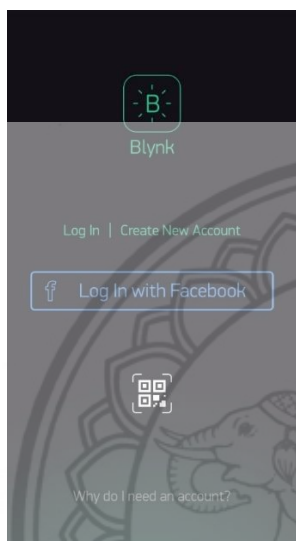 B
Blynk
Log In | Create New Account
f Log In with Facebook
Why do I need an account?